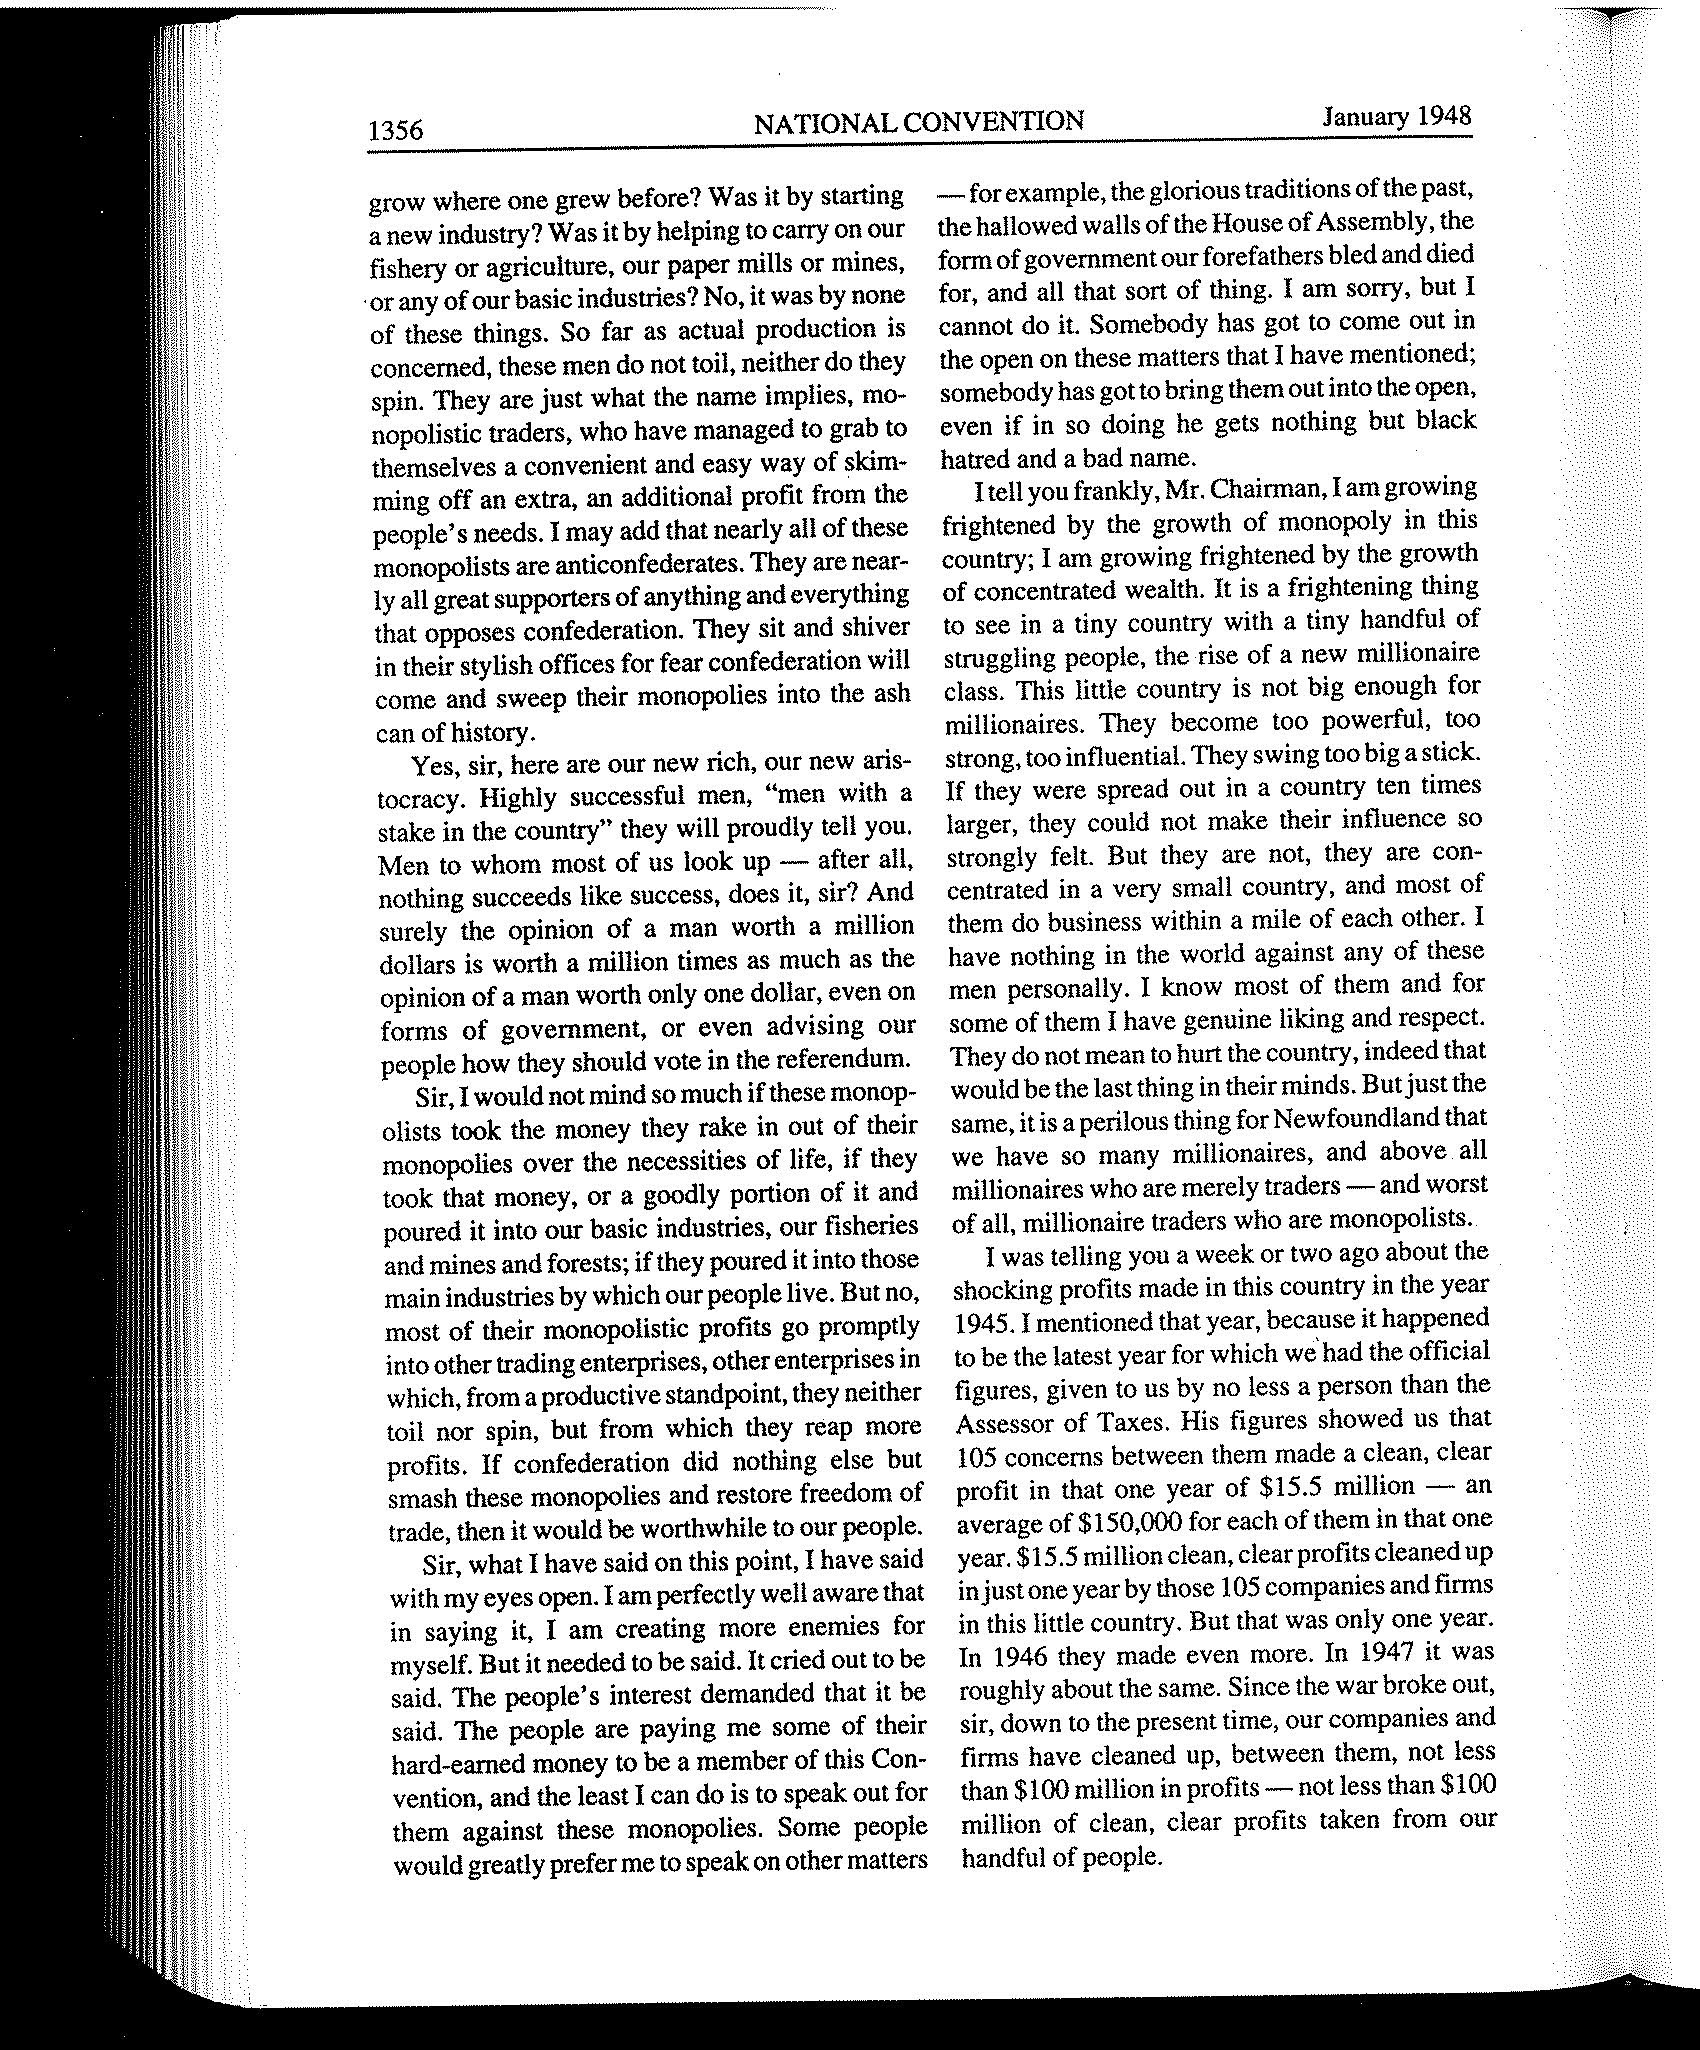 1356
NATIONAL CONVENTION
January 1948
grow where one grew before? Was it by starting
a new industry? Was it by helping to carry on our
fishery or agriculture, our paper mills or mines,
or any of our basic industries? No, it was by none
of these things. So far as actual production is
concerned, these men do not toil, neither do they
spin. They are just what the name implies, mo-
nopolistic traders, who have managed to grab to
themselves a convenient and easy way of skim-
ming off an extra, an additional profit from the
people's needs. I may add that nearly all of these
monopolists are anticonfederates. They are near-
ly all great supporters of anything and everything
that opposes confederation. They sit and shiver
in their stylish offices for fear confederation will
come and sweep their monopolies into the ash
can of history.
Yes, sir, here are our new rich, our new aris-
tocracy. Highly successful men, "men with a
stake in the country" they will proudly tell you.
Men to whom most of us look up — after all,
nothing succeeds like success, does it, sir? And
surely the opinion of a man worth a million
dollars is worth a million times as much as the
opinion of a man worth only one dollar, even on
forms of government, or even advising our
people how they should vote in the referendum.
Sir, I would not mind so much if these monop-
olists took the money they rake in out of their
monopolies over the necessities of life, if they
took that money, or a goodly portion of it and
poured it into our basic industries, our fisheries
and mines and forests; if they poured it into those
main industries by which our people live. But no,
most of their monopolistic profits go promptly
into other trading enterprises, other enterprises in
which, from a productive standpoint, they neither
toil nor spin, but from which they reap more
profits. If confederation did nothing else but
smash these monopolies and restore freedom of
trade, then it would be worthwhile to our people.
Sir, what I have said on this point, I have said
with my eyes open. I am perfectly well aware that
in saying it, I am creating more enemies for
myself. But it needed to be said. It cried out to be
said. The people's interest demanded that it be
said. The people are paying me some of their
hard-earned money to be a member of this Con-
vention, and the least I can do is to speak out for
them against these monopolies. Some people
would greatly prefer me to speak on other matters
— for example, the glorious traditions of the past,
the hallowed walls of the House of Assembly, the
form of government our forefathers bled and died
for, and all that sort of thing. I am sorry, but I
cannot do it. Somebody has got to come out in
the open on these matters that I have mentioned;
somebody has got to bring them out into the open,
even if in so doing he gets nothing but black
hatred and a bad name.
I tell you frankly, Mr. Chairman, I am growing
frightened by the growth of monopoly in this
country; I am growing frightened by the growth
of concentrated wealth. It is a frightening thing
to see in a tiny country with a tiny handful of
struggling people, the rise of a new millionaire
class. This little country is not big enough for
millionaires. They become too powerful, too
strong, too influential. They swing too big a stick.
If they were spread out in a country ten times
larger, they could not make their influence so
strongly felt. But they are not, they are con-
centrated in a very small country, and most of
them do business within a mile of each other. I
have nothing in the world against any of these
men personally. I know most of them and for
some of them I have genuine liking and respect.
They do not mean to hurt the country, indeed that
would be the last thing in their minds. But just the
same, it is a perilous thing for Newfoundland that
we have so many millionaires, and above all
millionaires who are merely traders — and worst
of all, millionaire traders who are monopolists.
I was telling you a week or two ago about the
shocking profits made in this country in the year
1945. I mentioned that year, because it happened
to be the latest year for which we had the official
figures, given to us by no less a person than the
Assessor of Taxes. His figures showed us that
105 concerns between them made a clean, clear
profit in that one year of $15.5 million — an
average of $150,000 for each of them in that one
year. $15.5 million clean, clear profits cleaned up
in just one year by those 105 companies and firms
in this little country. But that was only one year.
In 1946 they made even more. In 1947 it was
roughly about the same. Since the war broke out,
sir, down to the present time, our companies and
firms have cleaned up, between them, not less
than $100 million in profits — not less than $100
million of clean, clear profits taken from our
handful of people.